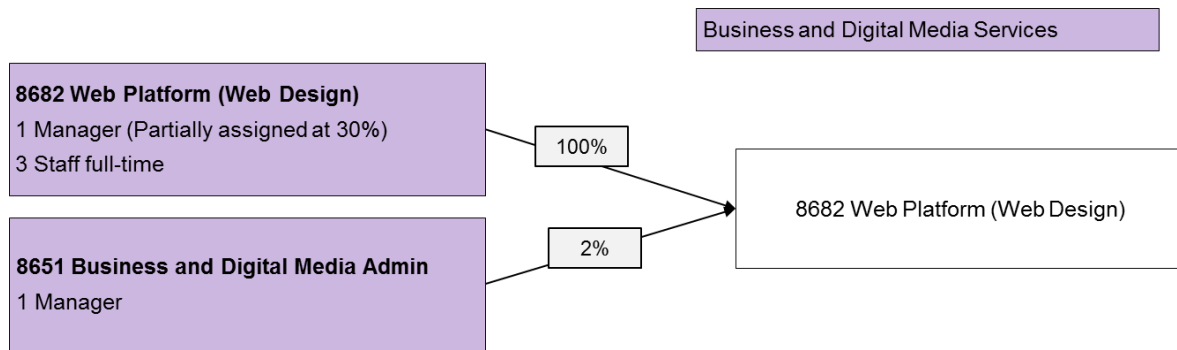 Business and Digital Media Services
8682 Web Platform (Web Design)
1 Manager (Partially assigned at 30%)
3 Staff full-time
100%
8682 Web Platform (Web Design)
2%
8651 Business and Digital Media Admin
1 Manager